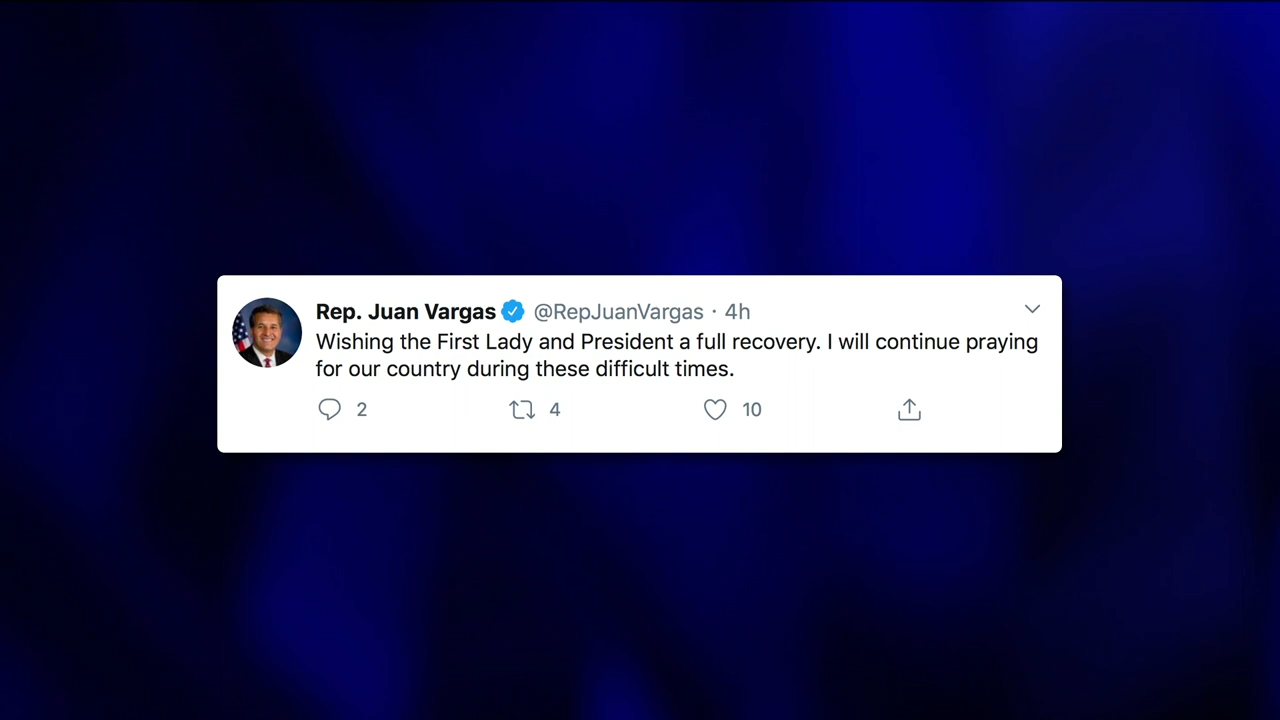 Rep. Juan Vargas @RepJuanVargas · 4h
Wishing the First Lady and President a full recovery. I will continue praying
for our country during these difficult times.
2 4 10